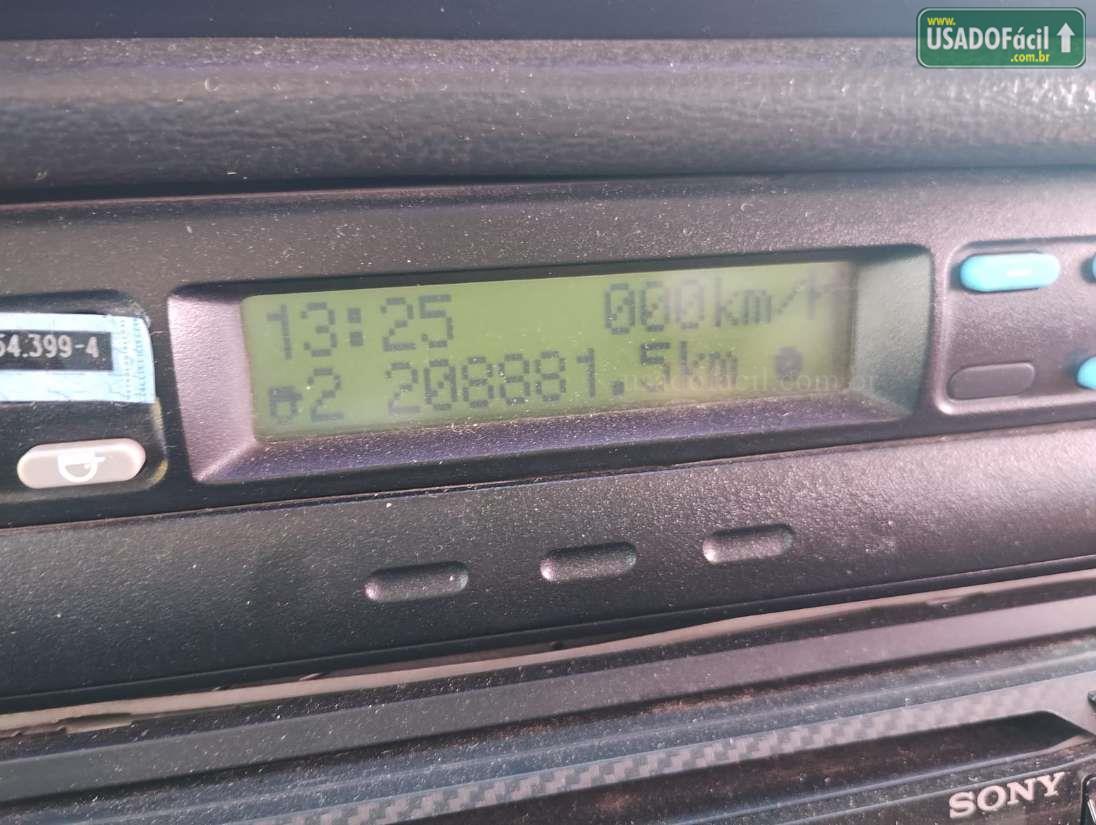 www.
USADOFácil
.com.br
13:25 000km/h
2 208881.5km
usadofacil.com.br
54.399-4
SONY